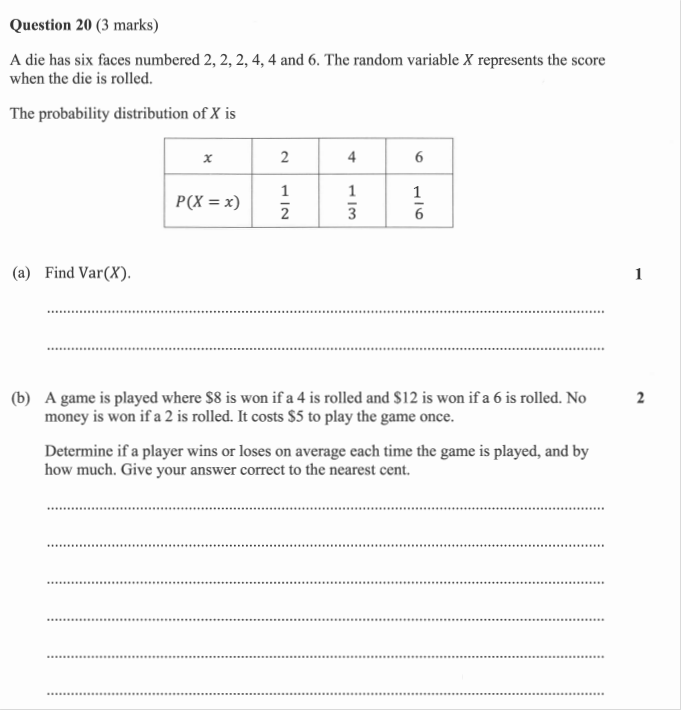 Question 20 (3 marks)
A die has six faces numbered 2, 2, 2, 4, 4 and 6. The random variable X represents the score
when the die is rolled.
The probability distribution of X is
x 2 4 6
P(X = x) 1/2 1/3 1/6
(a) Find Var(X). 1
(b) A game is played where $8 is won if a 4 is rolled and $12 is won if a 6 is rolled. No 2
money is won if a 2 is rolled. It costs $5 to play the game once.
Determine if a player wins or loses on average each time the game is played, and by
how much. Give your answer correct to the nearest cent.